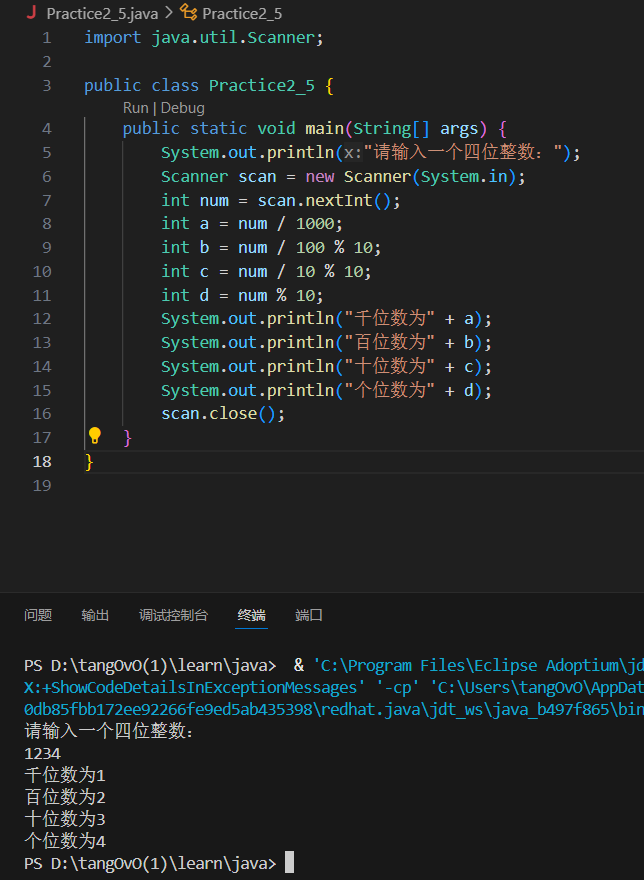 Practice2_5.java > Practice2_5
1 import java.util.Scanner;
2
3 public class Practice2_5 {
Run | Debug
4 public static void main(String[] args) {
5 System.out.println(x:"请输入一个四位整数：");
6 Scanner scan = new Scanner(System.in);
7 int num = scan.nextInt();
8 int a = num / 1000;
9 int b = num / 100 % 10;
10 int c = num / 10 % 10;
11 int d = num % 10;
12 System.out.println("千位数为" + a);
13 System.out.println("百位数为" + b);
14 System.out.println("十位数为" + c);
15 System.out.println("个位数为" + d);
16 scan.close();
17 }
18 }
19
问题 输出 调试控制台 终端 端口
PS D:\tangOvO(1)\learn\java> & 'C:\Program Files\Eclipse Adoptium\jd
X:+ShowCodeDetailsInExceptionMessages' '-cp' 'C:\Users\tangOvO\AppDat
0db85fbb172ee92266fe9ed5ab435398\redhat.java\jdt_ws\java_b497f865\bin
请输入一个四位整数：
1234
千位数为1
百位数为2
十位数为3
个位数为4
PS D:\tangOvO(1)\learn\java>